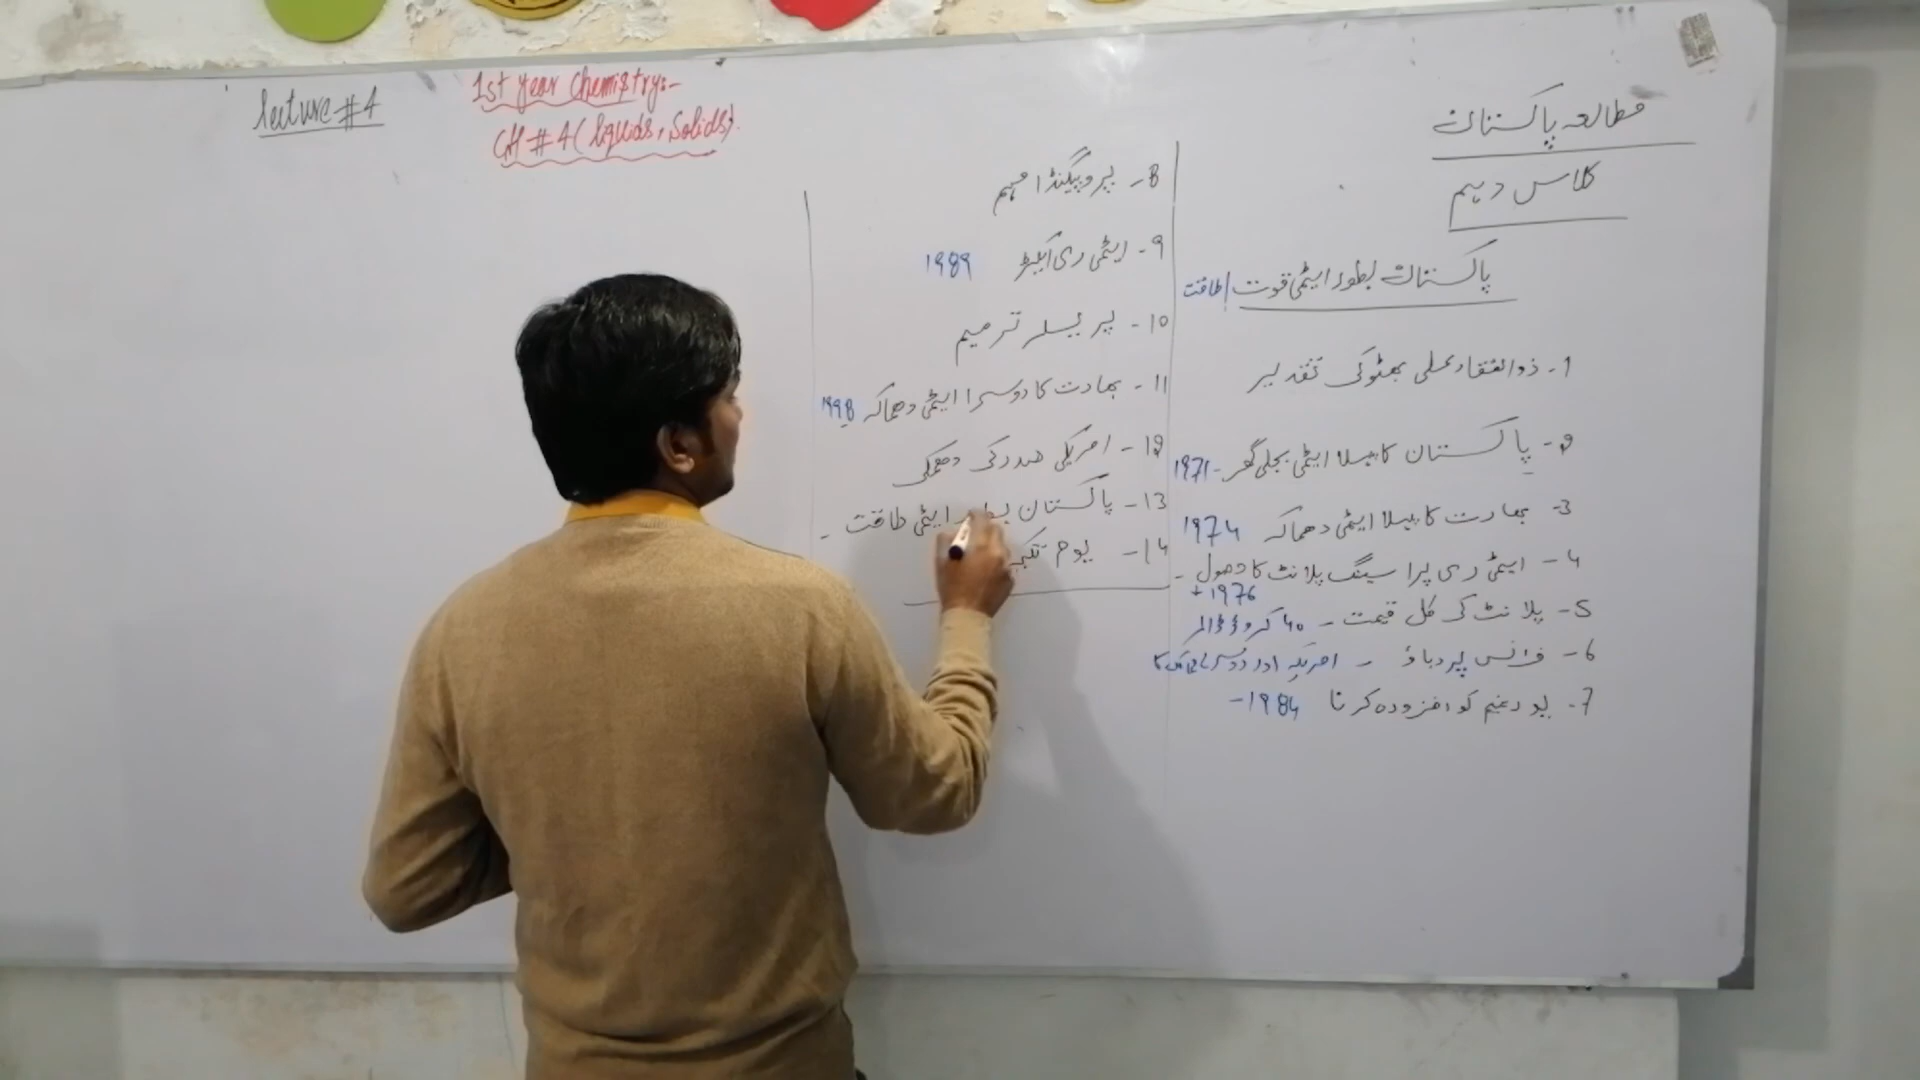 lecture #4
1st year Chemistry:-
CH # 4 (liquids, Solids).
مطالعہ پاکستان
کلاس دہم
پاکستان بطور ایٹمی قوت / طاقت
1- ذوالفقار علی بھٹو کی تقدیر
2- پاکستان کا پہلا ایٹمی بجلی گھر - 1971
3- بھارت کا پہلا ایٹمی دھماکہ 1974
4- ایٹمی ری پراسینگ پلانٹ کا حصول -
1976
5- پلانٹ کی کل قیمت - 40 کروڑ ڈالر
6- فرانس پر دباؤ - امریکہ اور دوسرے ممالک کا
7- یورینیم کو افزودہ کرنا 1984 -
8- پروپیگنڈا مہم
9- ایٹمی ری ایکٹر 1989
10- پریسلر ترمیم
11- بھارت کا دوسرا ایٹمی دھماکہ 1998
12- امریکی صدر کی دھمکی
13- پاکستان بطور ایٹمی طاقت -
14- یوم